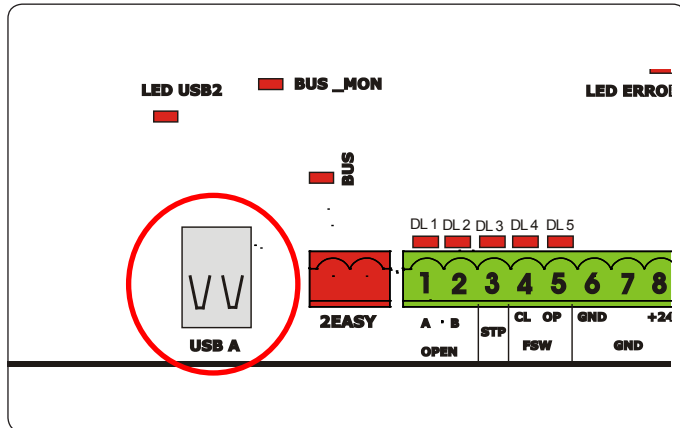 LED USB2
BUS _MON
LED ERRO
BUS
DL 1 DL 2 DL 3 DL 4 DL 5
1 2 3 4 5 6 7 8
2EASY
A · B
CL OP GND +24
STP
USB A
OPEN
FSW
GND